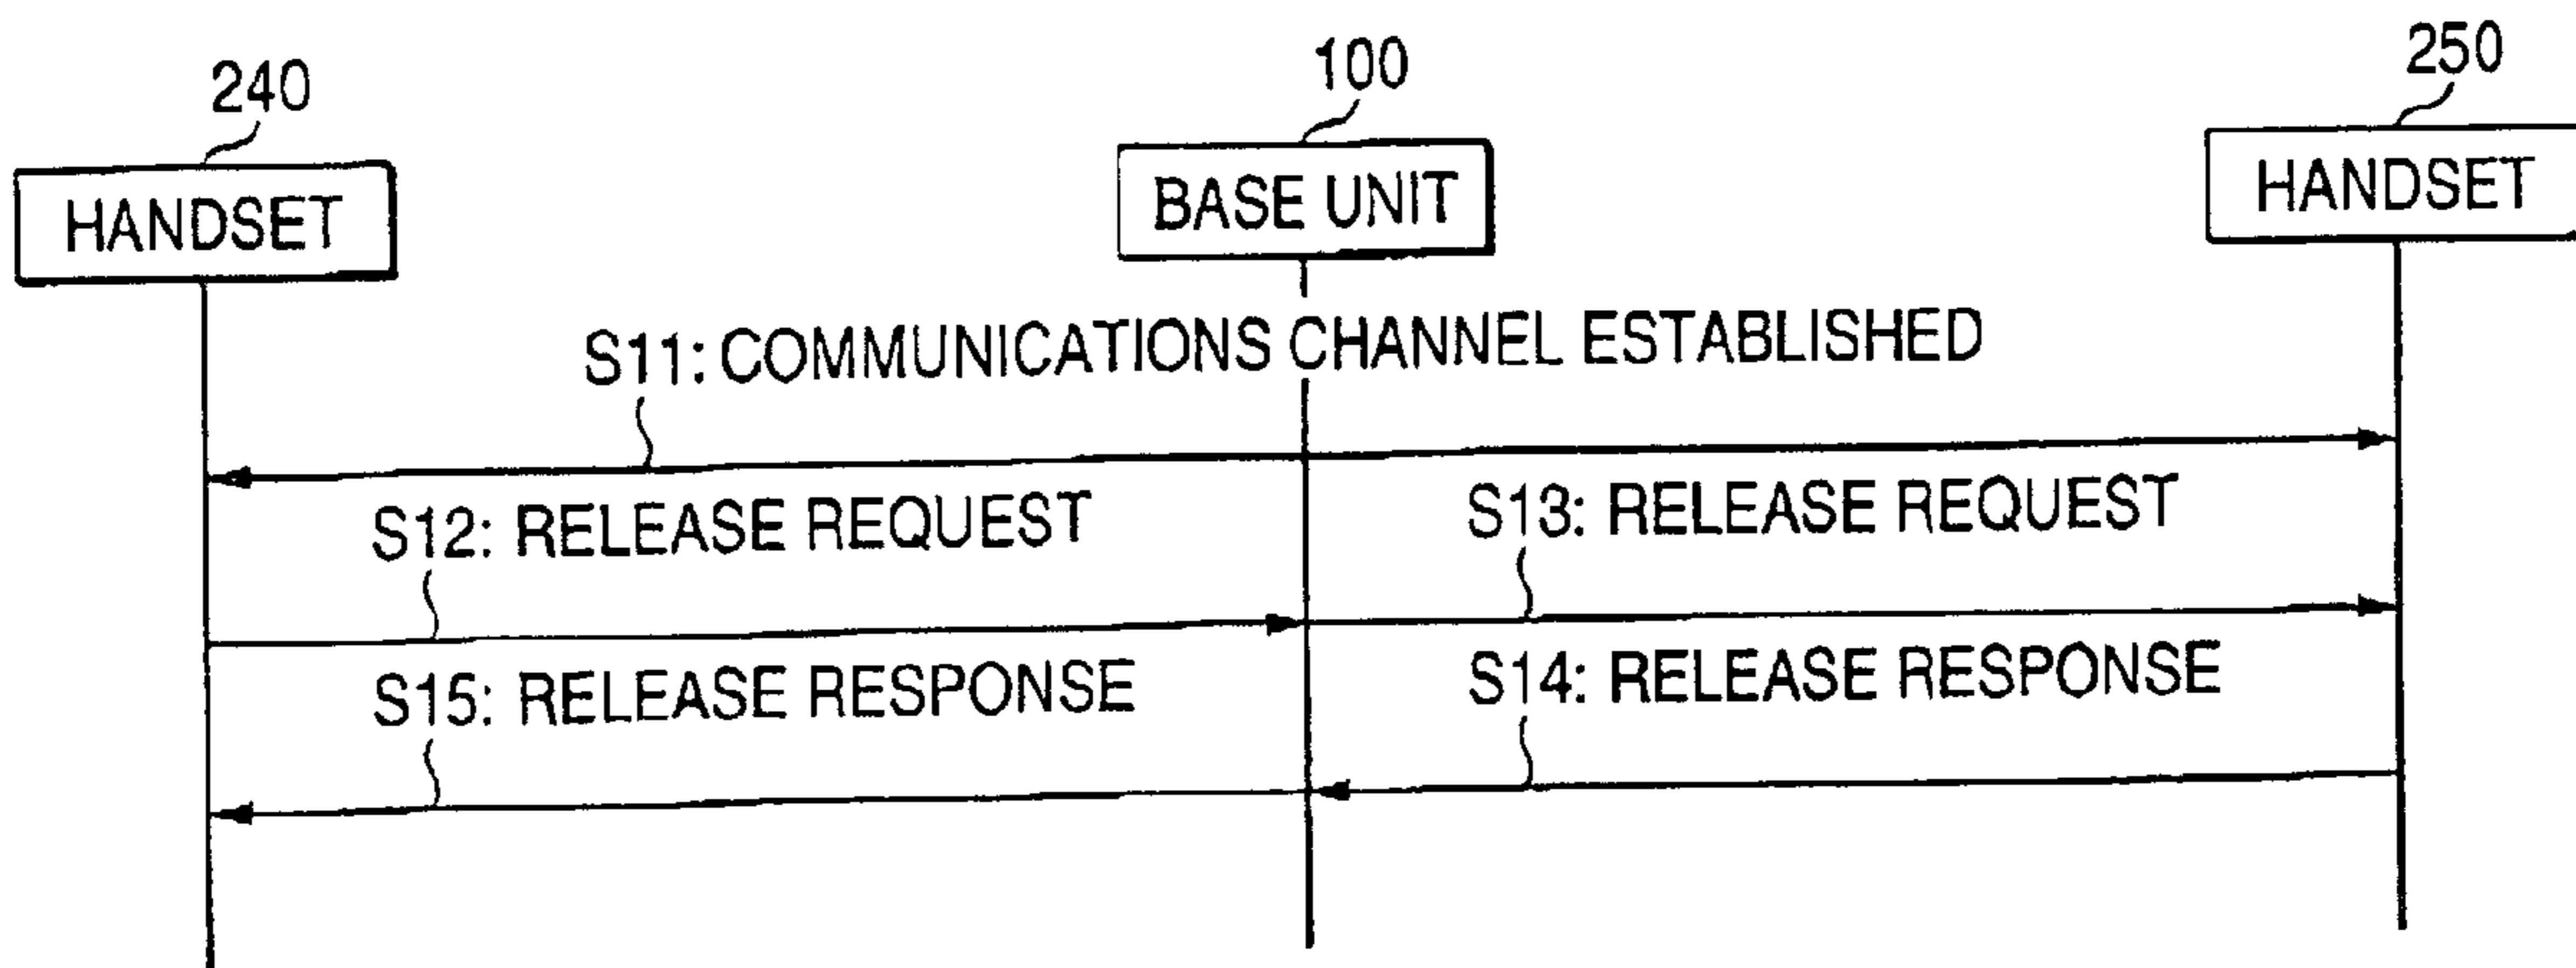 240
100
250
HANDSET
BASE UNIT
HANDSET
S11: COMMUNICATIONS CHANNEL ESTABLISHED
S12: RELEASE REQUEST
S13: RELEASE REQUEST
S15: RELEASE RESPONSE
S14: RELEASE RESPONSE